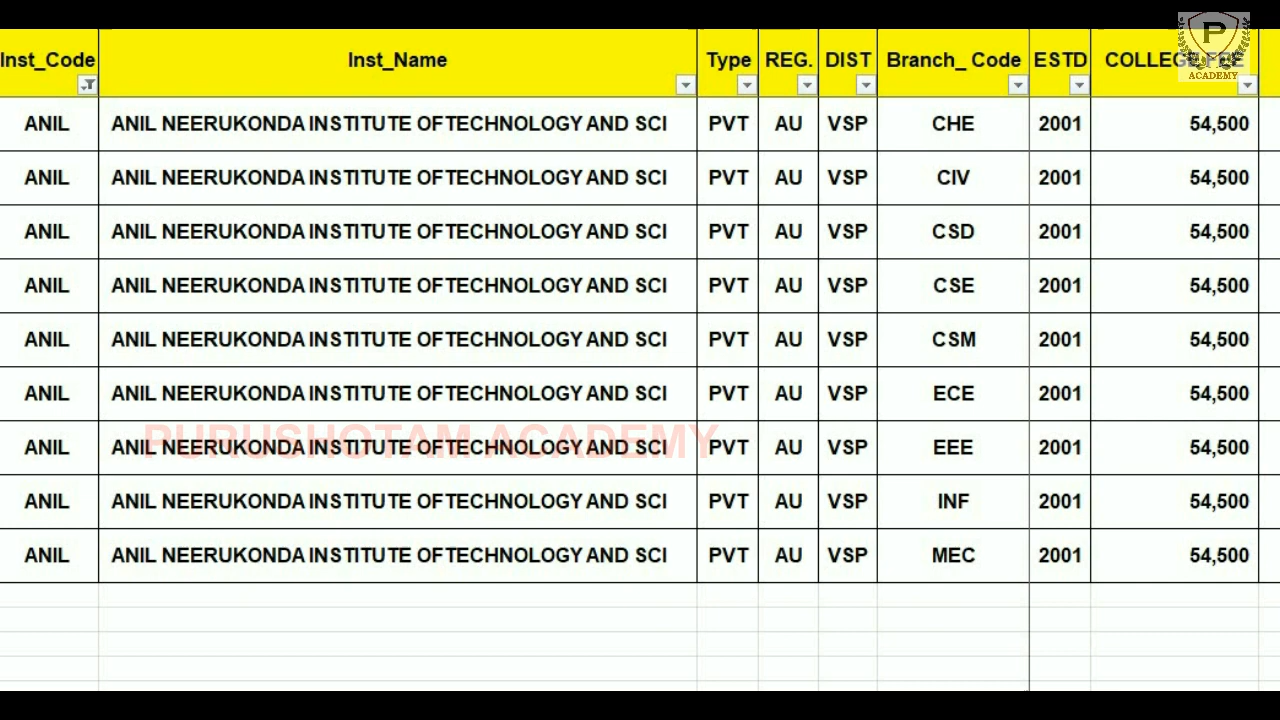 Inst_Code Inst_Name Type REG. DIST Branch_ Code ESTD COLLEGE FEE
P
ACADEMY
ANIL ANIL NEERUKONDA INSTITUTE OF TECHNOLOGY AND SCI PVT AU VSP CHE 2001 54,500
ANIL ANIL NEERUKONDA INSTITUTE OF TECHNOLOGY AND SCI PVT AU VSP CIV 2001 54,500
ANIL ANIL NEERUKONDA INSTITUTE OF TECHNOLOGY AND SCI PVT AU VSP CSD 2001 54,500
ANIL ANIL NEERUKONDA INSTITUTE OF TECHNOLOGY AND SCI PVT AU VSP CSE 2001 54,500
ANIL ANIL NEERUKONDA INSTITUTE OF TECHNOLOGY AND SCI PVT AU VSP CSM 2001 54,500
ANIL ANIL NEERUKONDA INSTITUTE OF TECHNOLOGY AND SCI PVT AU VSP ECE 2001 54,500
PURUSHOTAM ACADEMY
ANIL ANIL NEERUKONDA INSTITUTE OF TECHNOLOGY AND SCI PVT AU VSP EEE 2001 54,500
ANIL ANIL NEERUKONDA INSTITUTE OF TECHNOLOGY AND SCI PVT AU VSP INF 2001 54,500
ANIL ANIL NEERUKONDA INSTITUTE OF TECHNOLOGY AND SCI PVT AU VSP MEC 2001 54,500